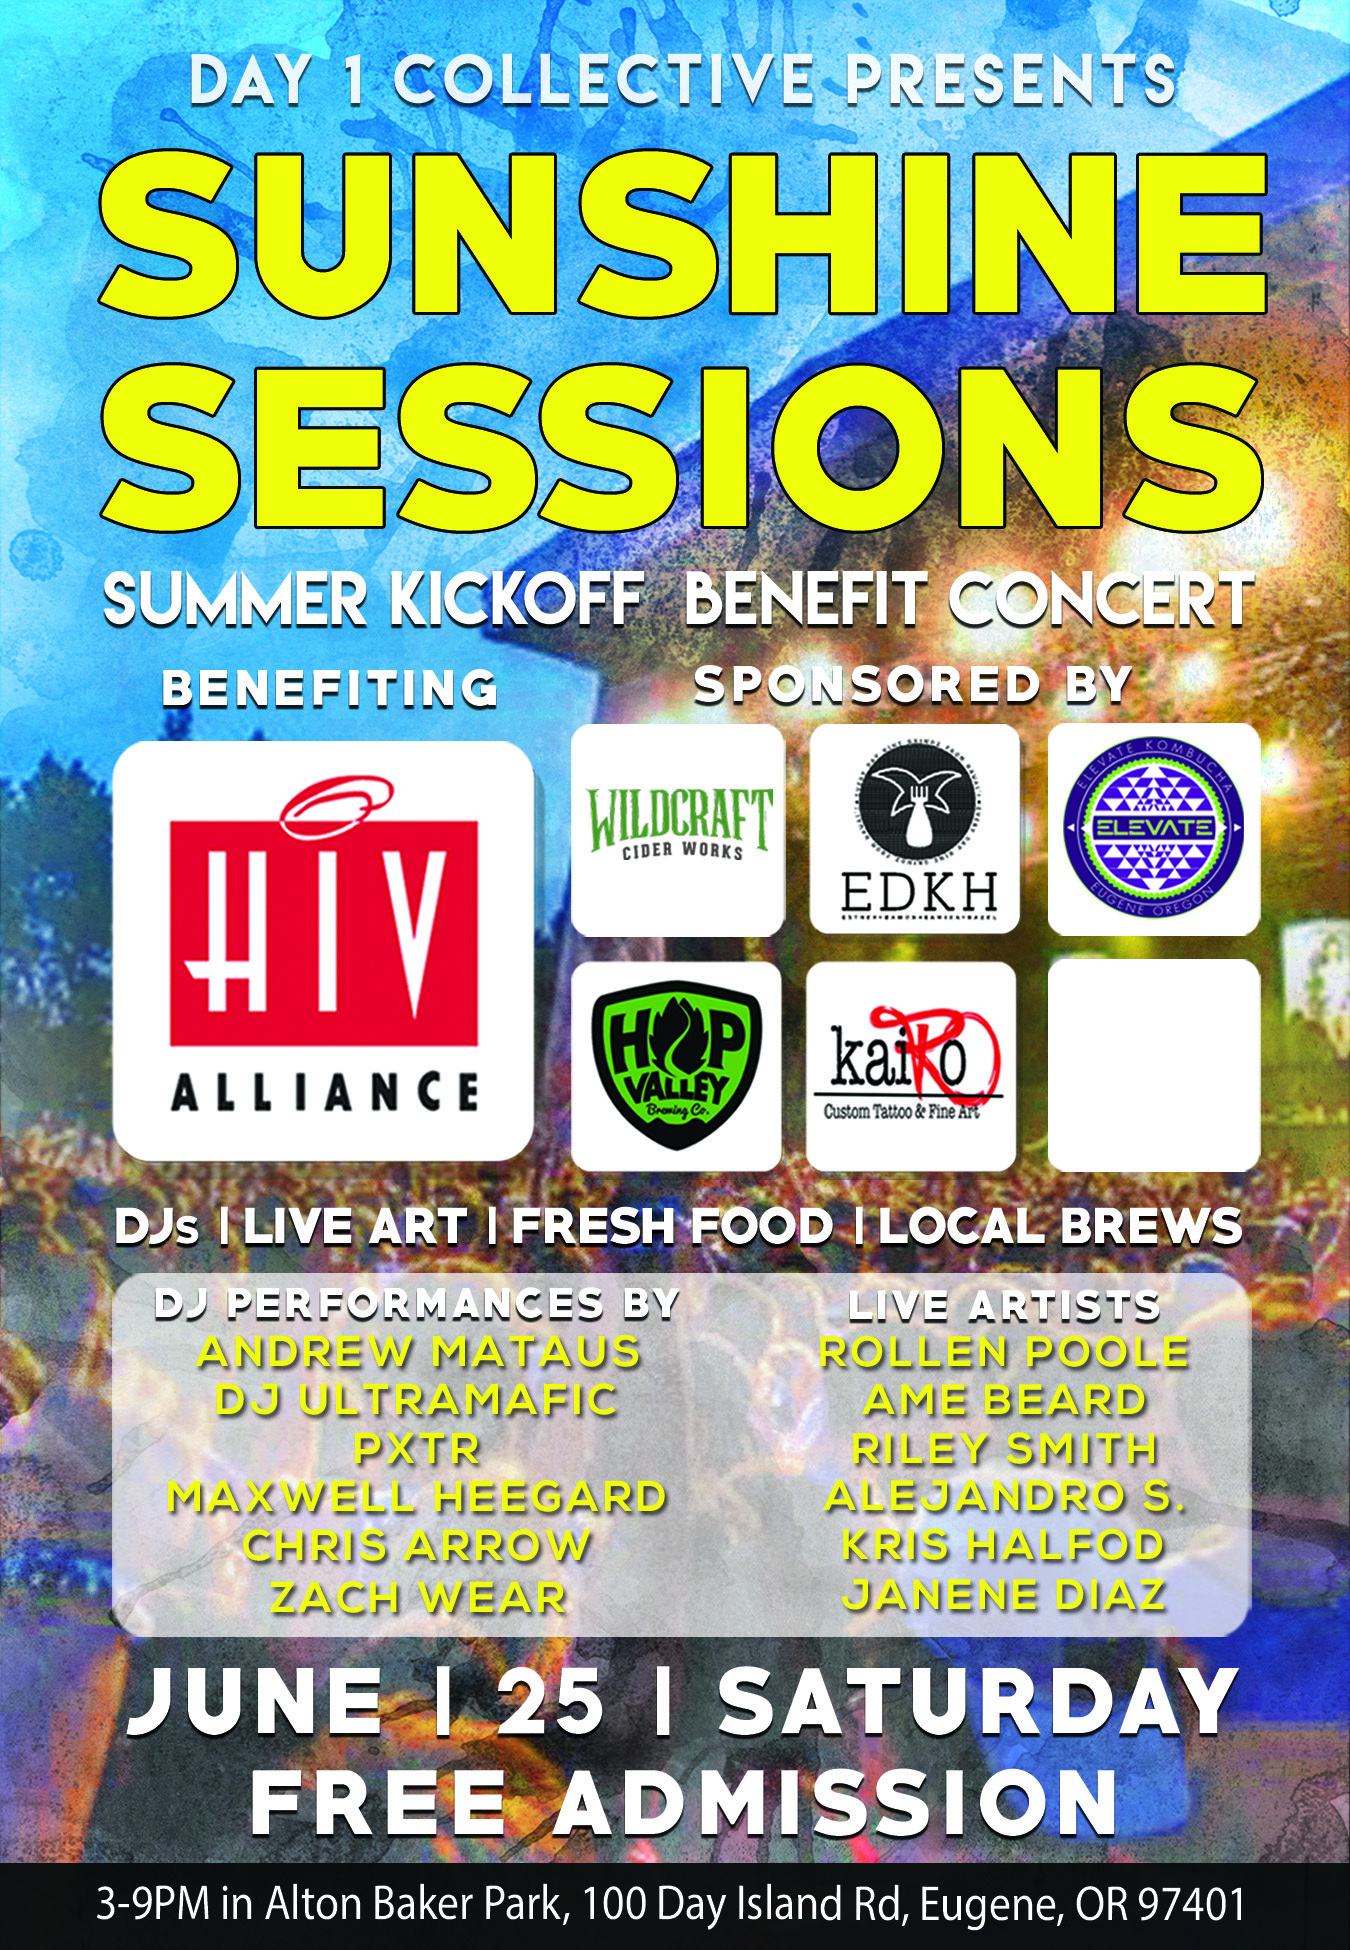 DAY 1 COLLECTIVE PRESENTS
SUNSHINE
SESSIONS
SUMMER KICKOFF BENEFIT CONCERT
BENEFITING
HIV
ALLIANCE
SPONSORED BY
WILDCRAFT
CIDER WORKS
EDKH
ELEVATE KOMBUCHA
ELEVATE
EUGENE OREGON
HOP
VALLEY
Brewing Co.
kaiRo
Custom Tattoo & Fine Art
DJs | LIVE ART | FRESH FOOD | LOCAL BREWS
DJ PERFORMANCES BY
ANDREW MATAUS
DJ ULTRAMAFIC
PXTR
MAXWELL HEEGARD
CHRIS ARROW
ZACH WEAR
LIVE ARTISTS
ROLLEN POOLE
AME BEARD
RILEY SMITH
ALEJANDRO S.
KRIS HALFOD
JANENE DIAZ
JUNE | 25 | SATURDAY
FREE ADMISSION
3-9PM in Alton Baker Park, 100 Day Island Rd, Eugene, OR 97401